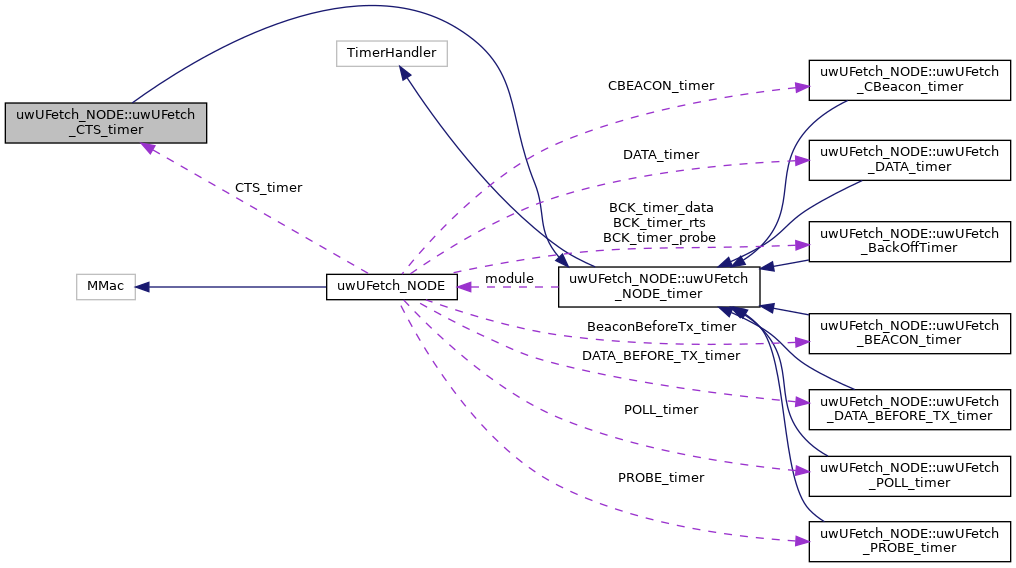 TimerHandler
uwUFetch_NODE::uwUFetch
_CTS_timer
CTS_timer
MMac
uwUFetch_NODE
CBEACON_timer
DATA_timer
BCK_timer_data
BCK_timer_rts
BCK_timer_probe
module
uwUFetch_NODE::uwUFetch
_NODE_timer
BeaconBeforeTx_timer
DATA_BEFORE_TX_timer
POLL_timer
PROBE_timer
uwUFetch_NODE::uwUFetch
_CBeacon_timer
uwUFetch_NODE::uwUFetch
_DATA_timer
uwUFetch_NODE::uwUFetch
_BackOffTimer
uwUFetch_NODE::uwUFetch
_BEACON_timer
uwUFetch_NODE::uwUFetch
_DATA_BEFORE_TX_timer
uwUFetch_NODE::uwUFetch
_POLL_timer
uwUFetch_NODE::uwUFetch
_PROBE_timer